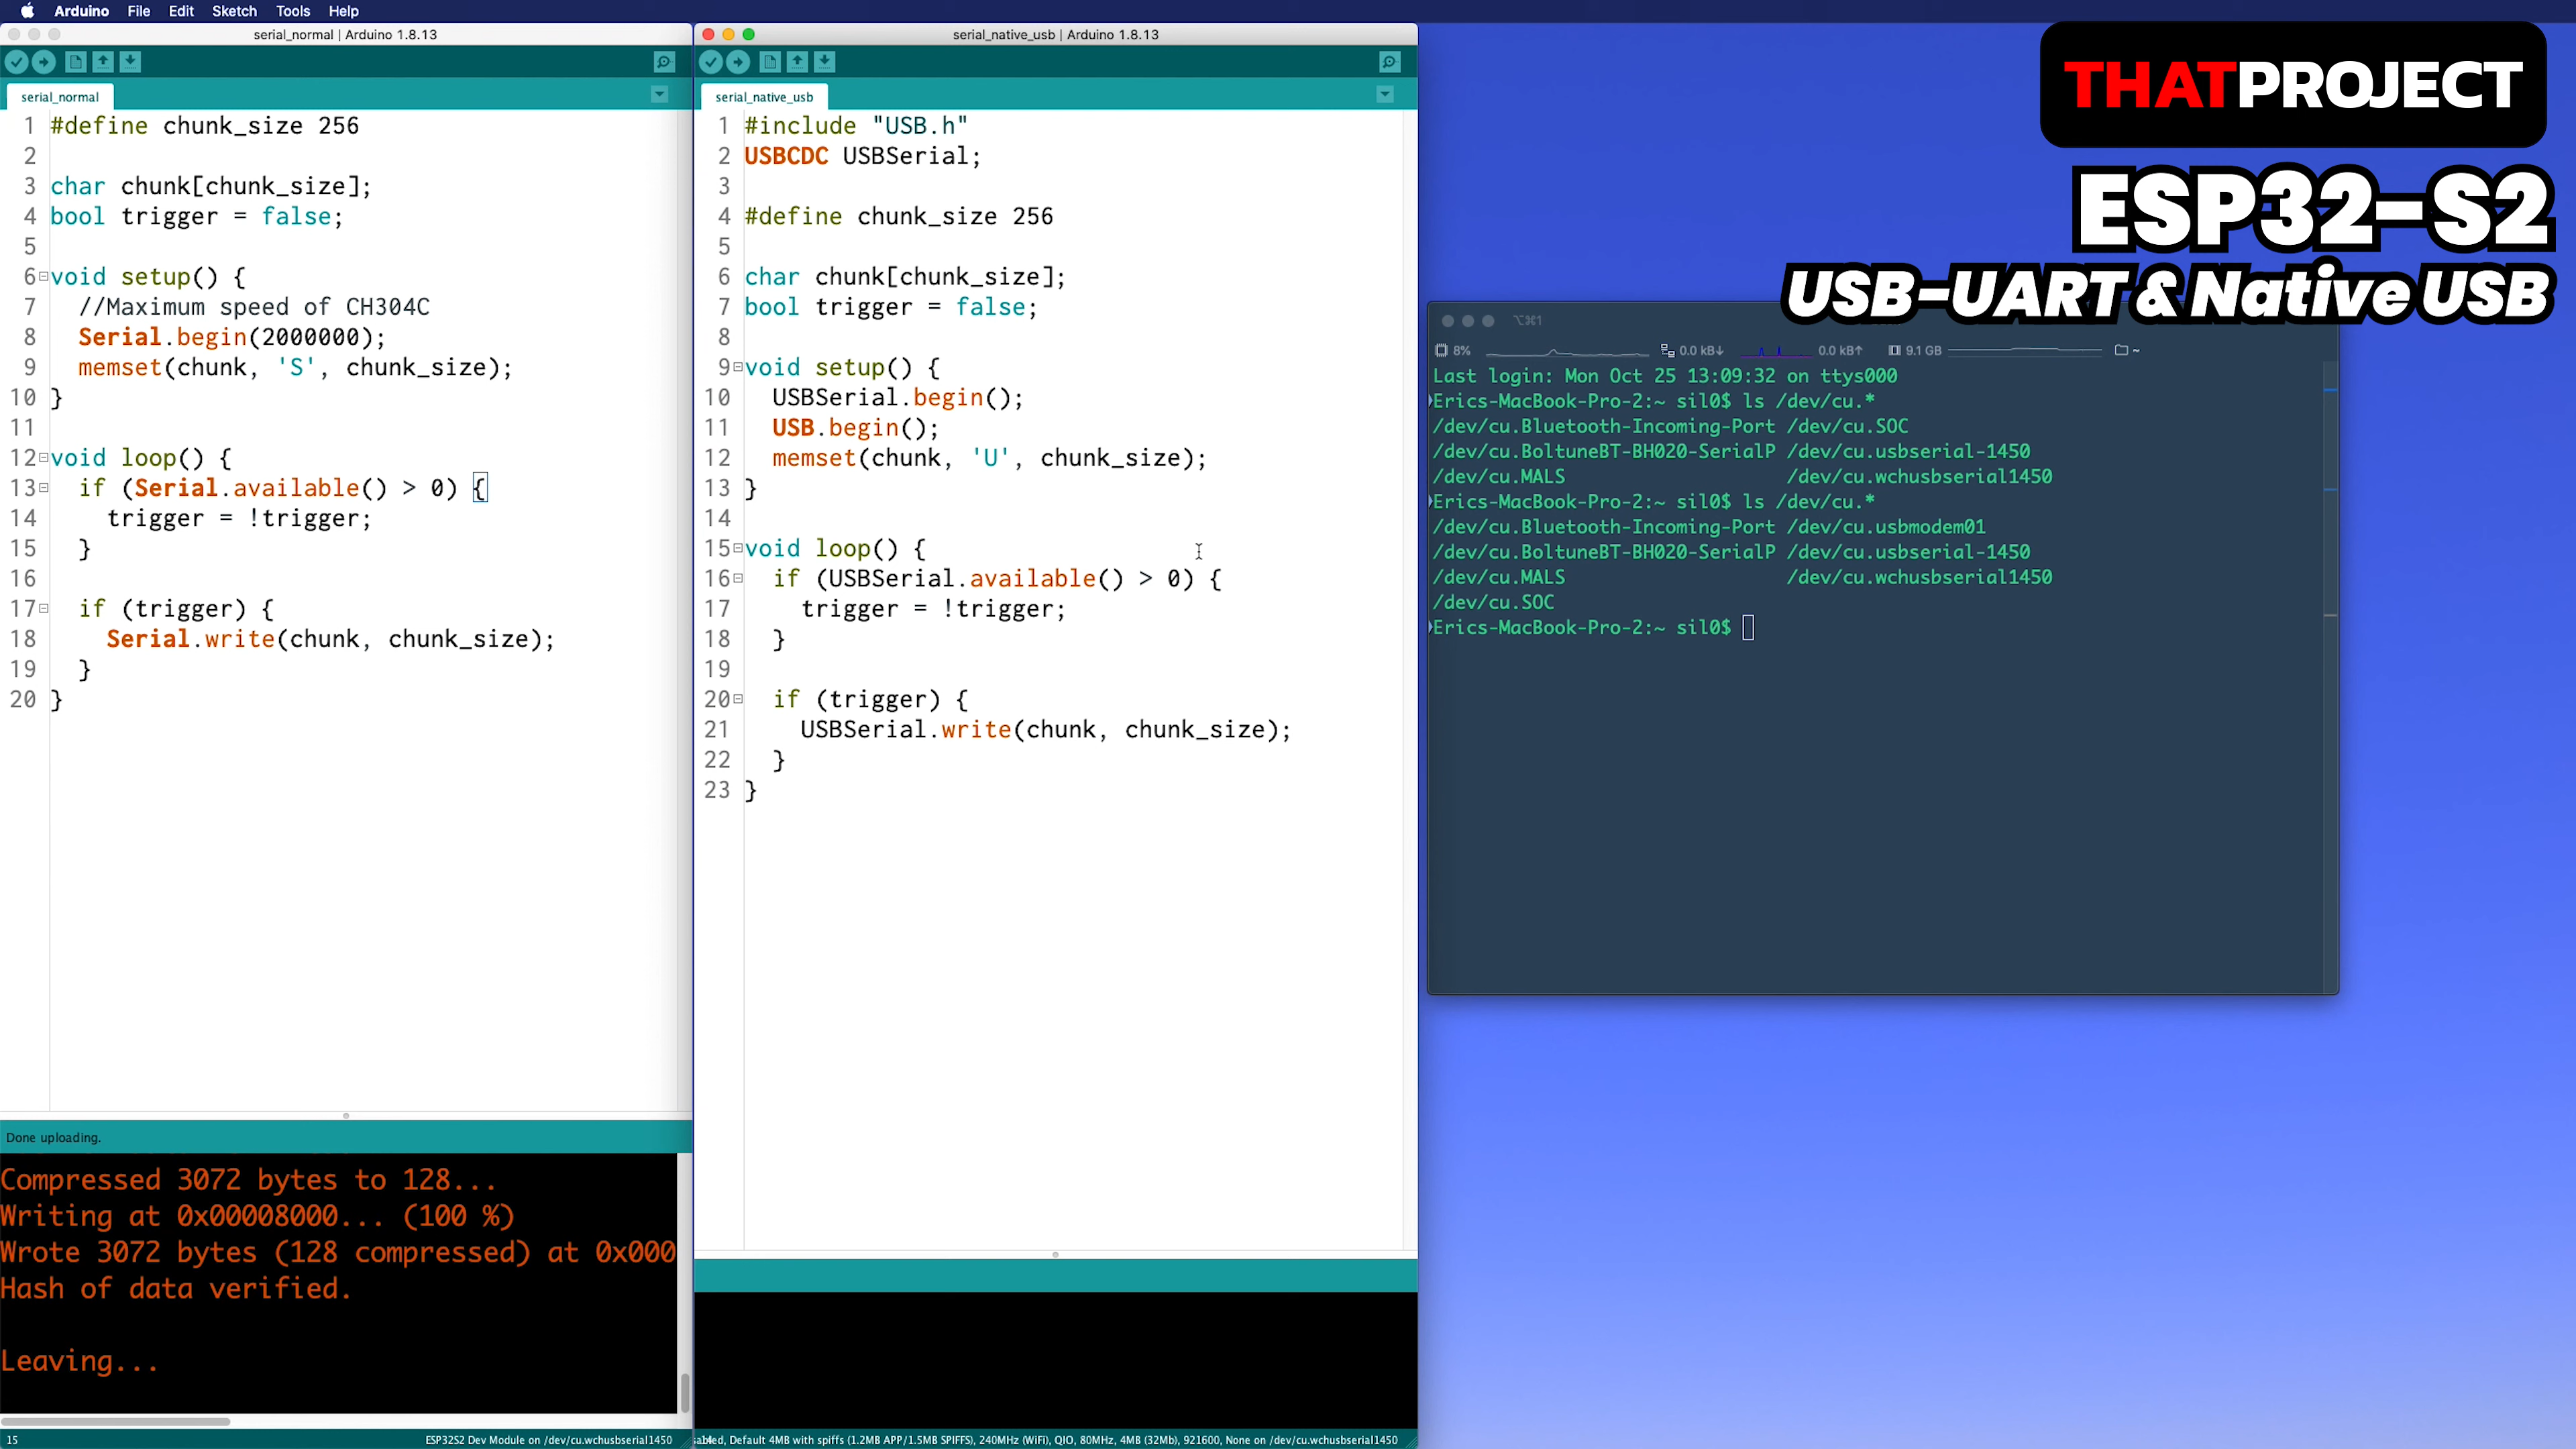 Arduino File Edit Sketch Tools Help
serial_normal | Arduino 1.8.13
serial_normal
1 #define chunk_size 256
2
3 char chunk[chunk_size];
4 bool trigger = false;
5
6 void setup() {
7 //Maximum speed of CH304C
8 Serial.begin(2000000);
9 memset(chunk, 'S', chunk_size);
10 }
11
12 void loop() {
13 if (Serial.available() > 0) {
14 trigger = !trigger;
15 }
16
17 if (trigger) {
18 Serial.write(chunk, chunk_size);
19 }
20 }
Done uploading.
Compressed 3072 bytes to 128...
Writing at 0x00008000... (100 %)
Wrote 3072 bytes (128 compressed) at 0x000
Hash of data verified.
Leaving...
15 ESP32S2 Dev Module on /dev/cu.wchusbserial1450
serial_native_usb | Arduino 1.8.13
serial_native_usb
1 #include "USB.h"
2 USBCDC USBSerial;
3
4 #define chunk_size 256
5
6 char chunk[chunk_size];
7 bool trigger = false;
8
9 void setup() {
10 USBSerial.begin();
11 USB.begin();
12 memset(chunk, 'U', chunk_size);
13 }
14
15 void loop() {
16 if (USBSerial.available() > 0) {
17 trigger = !trigger;
18 }
19
20 if (trigger) {
21 USBSerial.write(chunk, chunk_size);
22 }
23 }
Default 4MB with spiffs (1.2MB APP/1.5MB SPIFFS), 240MHz (WiFi), QIO, 80MHz, 4MB (32Mb), 921600, None on /dev/cu.wchusbserial1450
THATPROJECT
ESP32-S2
USB-UART & Native USB
⌥⌘1
8% 0.0 kB↓ 0.0 kB↑ 9.1 GB ~
Last login: Mon Oct 25 13:09:32 on ttys000
Erics-MacBook-Pro-2:~ sil0$ ls /dev/cu.*
/dev/cu.Bluetooth-Incoming-Port /dev/cu.SOC
/dev/cu.BoltuneBT-BH020-SerialP /dev/cu.usbserial-1450
/dev/cu.MALS /dev/cu.wchusbserial1450
Erics-MacBook-Pro-2:~ sil0$ ls /dev/cu.*
/dev/cu.Bluetooth-Incoming-Port /dev/cu.usbmodem01
/dev/cu.BoltuneBT-BH020-SerialP /dev/cu.usbserial-1450
/dev/cu.MALS /dev/cu.wchusbserial1450
/dev/cu.SOC
Erics-MacBook-Pro-2:~ sil0$